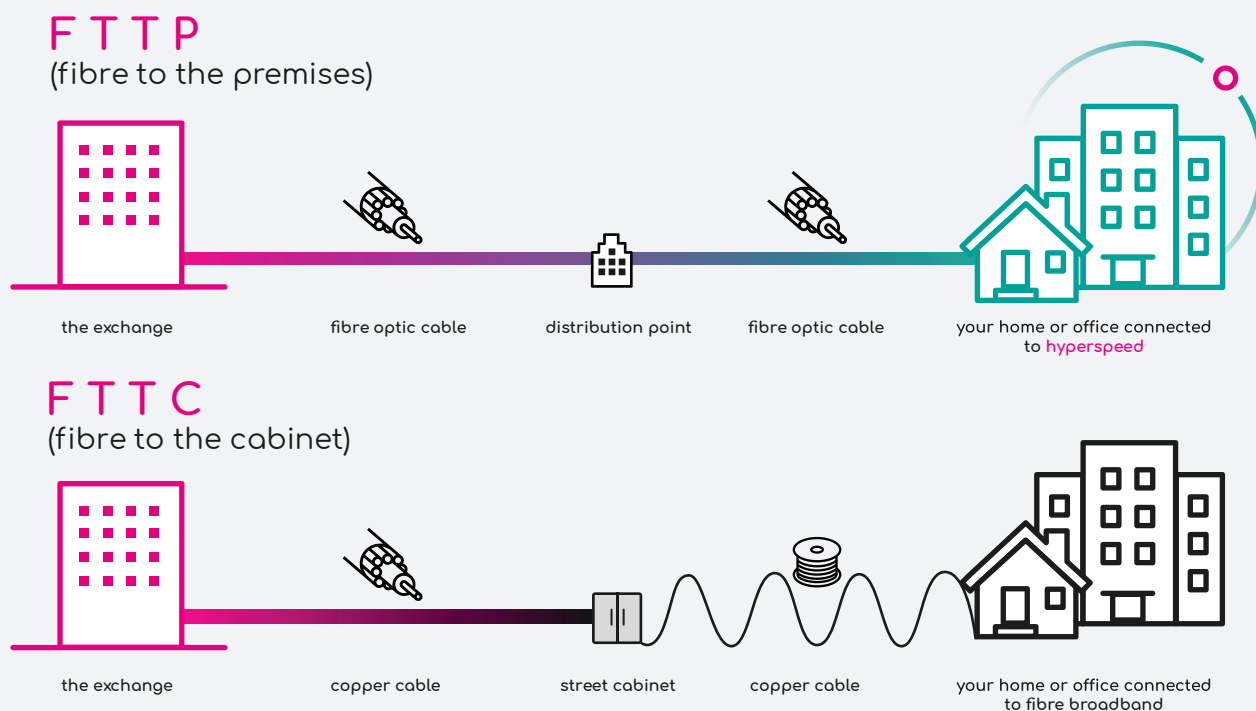 FTTP
(fibre to the premises)
the exchange
fibre optic cable
distribution point
fibre optic cable
your home or office connected
to hyperspeed
FTTC
(fibre to the cabinet)
the exchange
copper cable
street cabinet
copper cable
your home or office connected
to fibre broadband